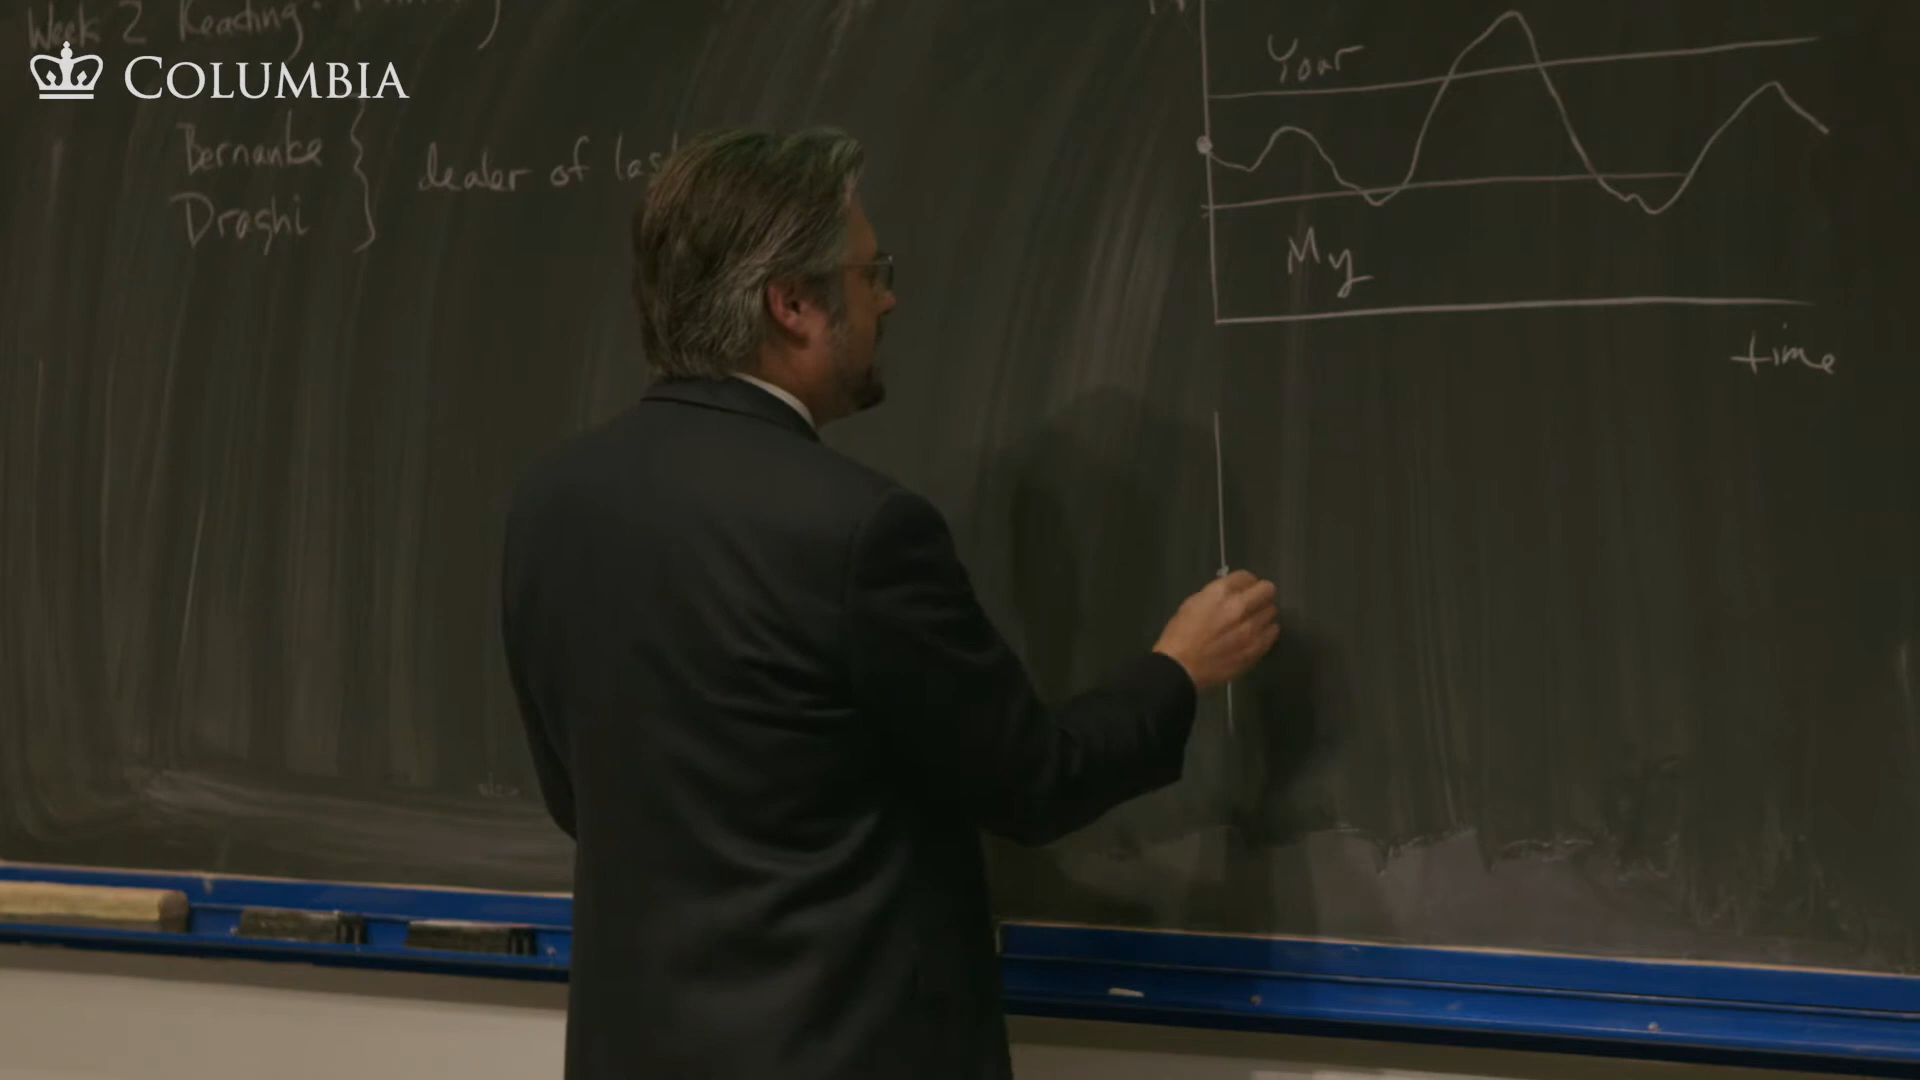 Week 2 Reading:
COLUMBIA
Bernanke
Draghi
dealer of las
Your
My
time